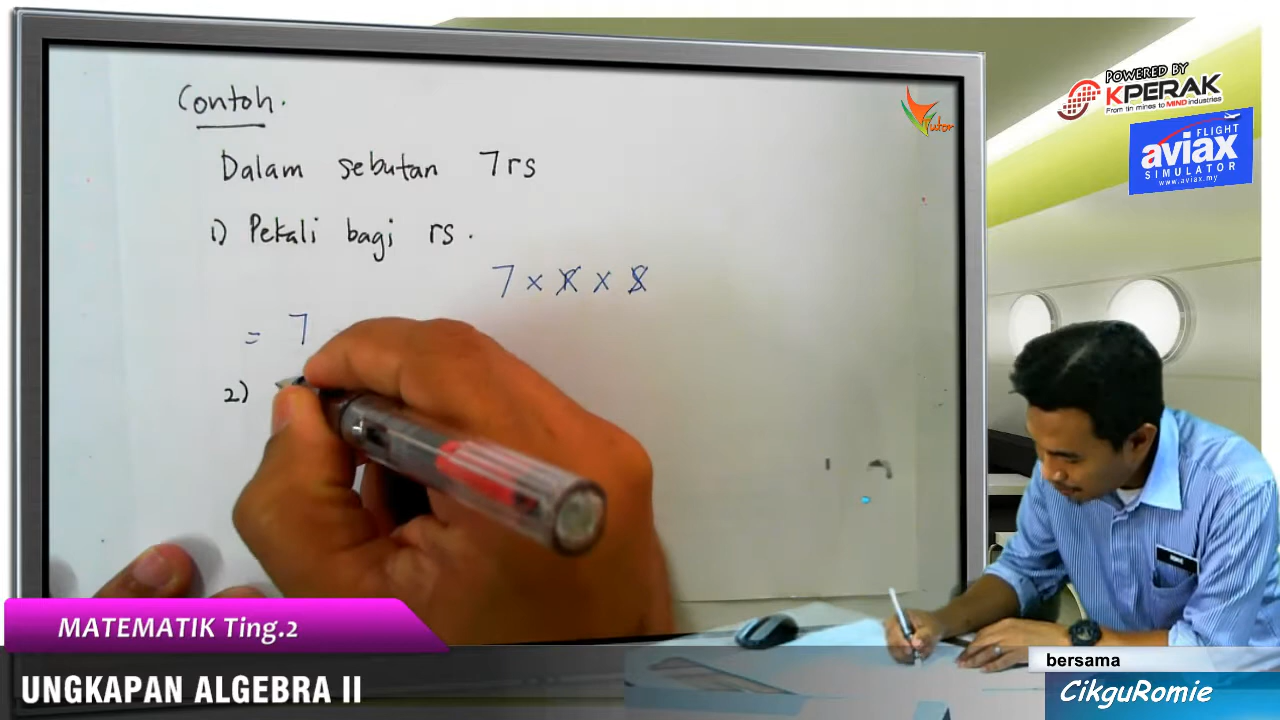 Contoh.
Dalam sebutan 7rs
1) Pekali bagi rs.
7 × r × s
= 7
2)
Tutor
POWERED BY
KPERAK
From tin mines to MIND industries
FLIGHT
aviax
SIMULATOR
www.aviax.my
MATEMATIK Ting.2
UNGKAPAN ALGEBRA II
bersama
CikguRomie